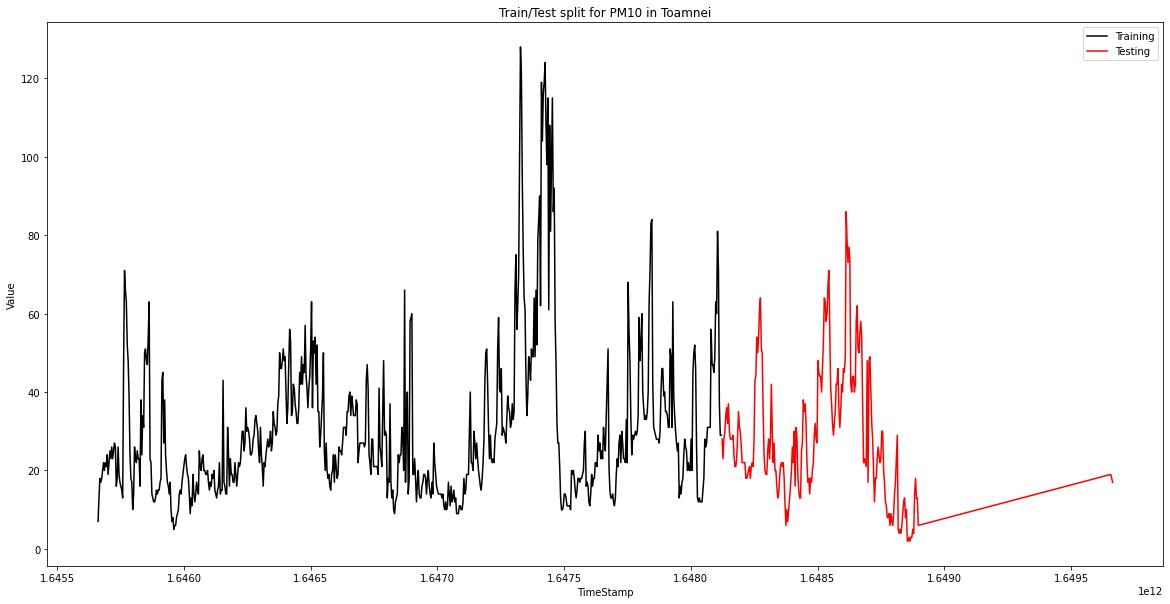 Train/Test split for PM10 in Toamnei
Training
Testing
Value
120
100
80
60
40
20
0
1.6455 1.6460 1.6465 1.6470 1.6475 1.6480 1.6485 1.6490 1.6495
TimeStamp
1e12